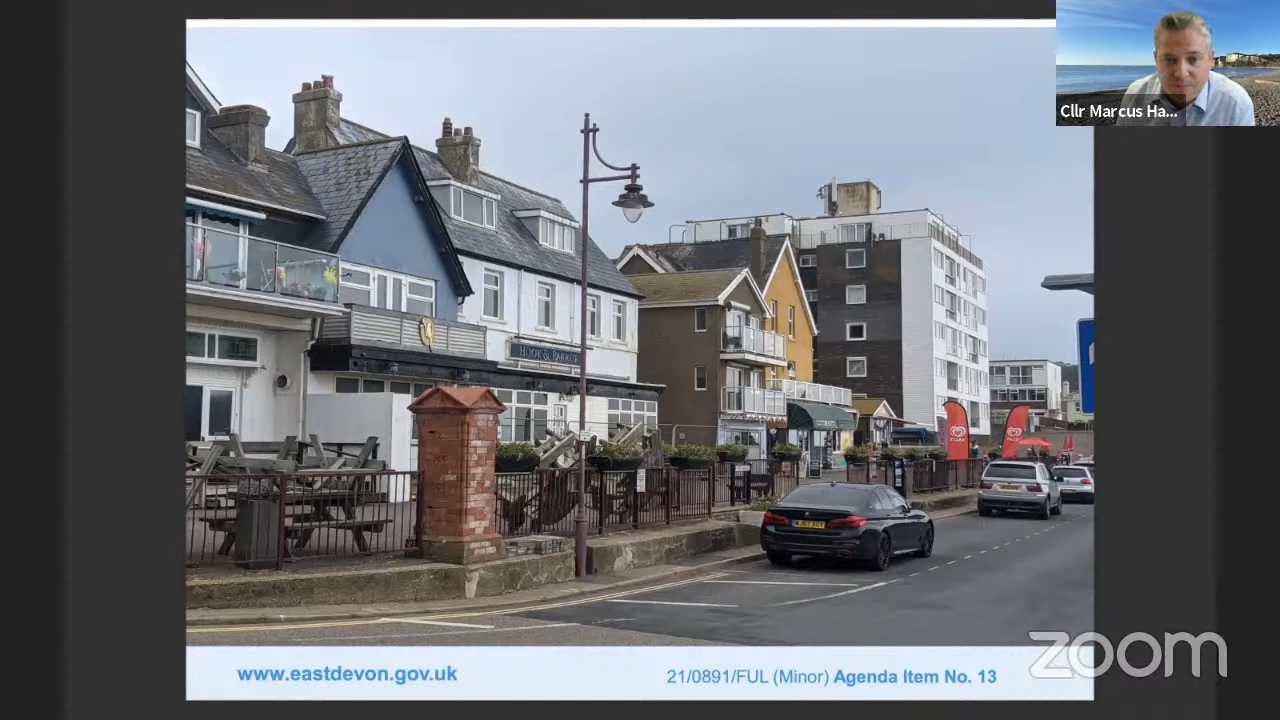 Cllr Marcus Ha...
HOOK & PARROT
www.eastdevon.gov.uk
21/0891/FUL (Minor) Agenda Item No. 13
zoom